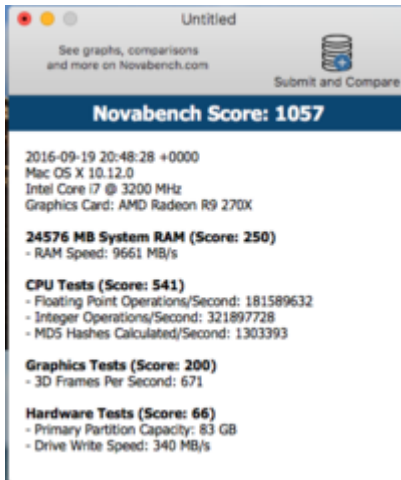 Untitled
See graphs, comparisons
and more on Novabench.com
Submit and Compare
Novabench Score: 1057
2016-09-19 20:48:28 +0000
Mac OS X 10.12.0
Intel Core i7 @ 3200 MHz
Graphics Card: AMD Radeon R9 270X
24576 MB System RAM (Score: 250)
- RAM Speed: 9661 MB/s
CPU Tests (Score: 541)
- Floating Point Operations/Second: 181589632
- Integer Operations/Second: 321897728
- MD5 Hashes Calculated/Second: 1303393
Graphics Tests (Score: 200)
- 3D Frames Per Second: 671
Hardware Tests (Score: 66)
- Primary Partition Capacity: 83 GB
- Drive Write Speed: 340 MB/s